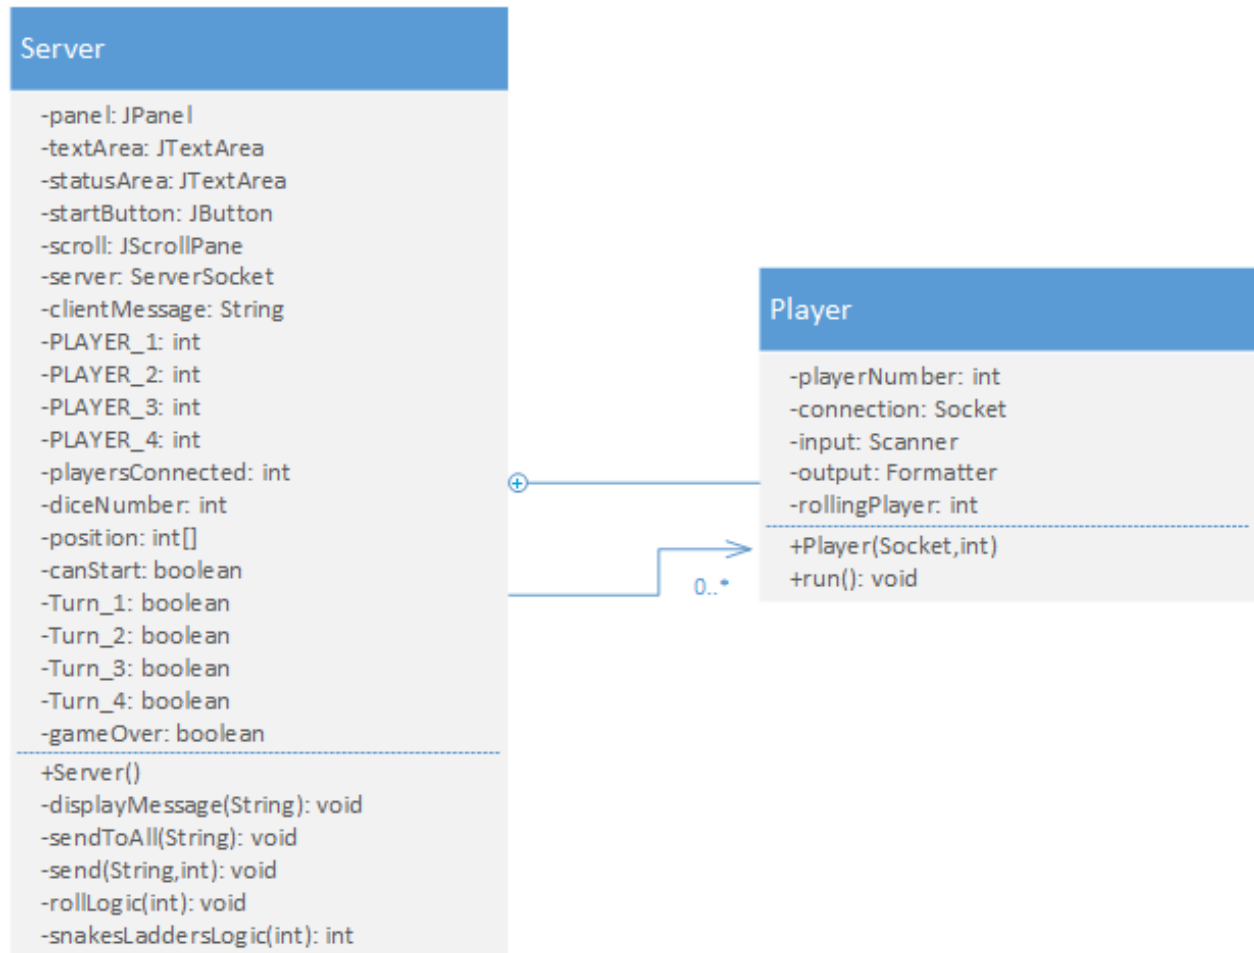 Server
-panel: JPanel
-textArea: JTextArea
-statusArea: JTextArea
-startButton: JButton
-scroll: JScrollPane
-server: ServerSocket
-clientMessage: String
-PLAYER_1: int
-PLAYER_2: int
-PLAYER_3: int
-PLAYER_4: int
-playersConnected: int
-diceNumber: int
-position: int[]
-canStart: boolean
-Turn_1: boolean
-Turn_2: boolean
-Turn_3: boolean
-Turn_4: boolean
-gameOver: boolean
+Server()
-displayMessage(String): void
-sendToAll(String): void
-send(String,int): void
-rollLogic(int): void
-snakesLaddersLogic(int): int
0..*
Player
-playerNumber: int
-connection: Socket
-input: Scanner
-output: Formatter
-rollingPlayer: int
+Player(Socket,int)
+run(): void